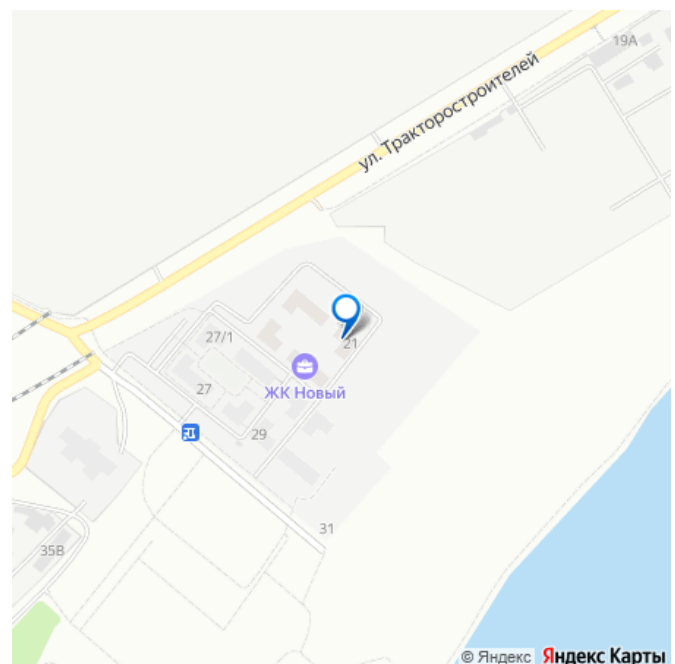 19А
ул. Тракторостроителей
27/1
21
ЖК Новый
27
29
31
35В
© Яндекс Яндекс Карты